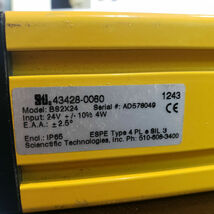 STI 43428-0060 1243
Model: BS2X24 Serial #: AD578049
Input: 24V +/-10% 4W
E.A.A.: ±2.5°
Encl: IP65 ESPE Type 4 PL e SIL 3
Scientific Technologies, Inc. Ph: 510-608-3400